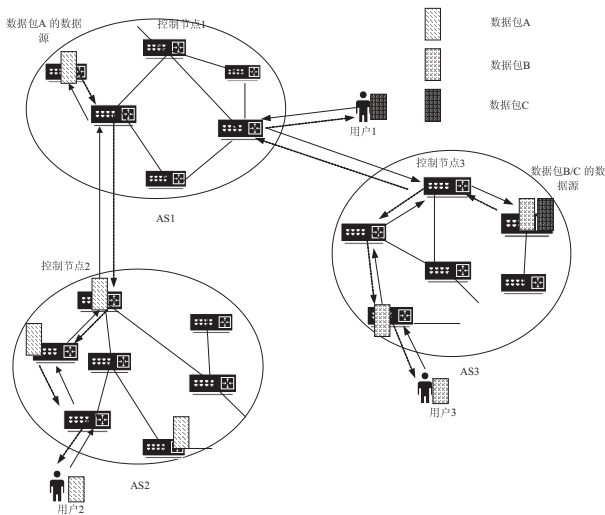 数据包A 的数据
源
控制节点1
数据包A
数据包B
数据包C
用户1
AS1
控制节点3
数据包B/C 的数
据源
控制节点2
AS3
用户3
AS2
用户2